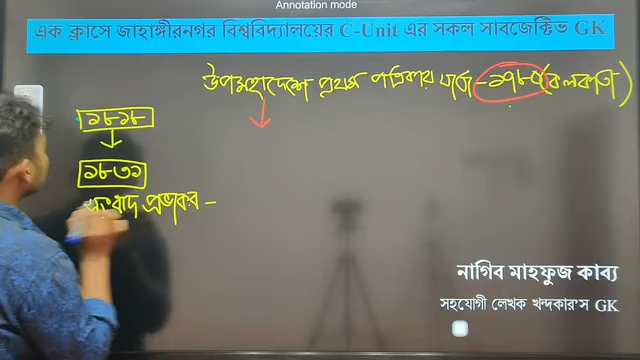 Annotation mode
এক ক্লাসে জাহাঙ্গীরনগর বিশ্ববিদ্যালয়ের C-Unit এর সকল সাবজেক্টিভ GK
উপমহাদেশে প্রথম পত্রিকার যাত্রা - ১৭৮০ (কলকাতা)
১৮১৮
১৮৩১
সংবাদ প্রভাকর -
নাগিব মাহফুজ কাব্য
সহযোগী লেখক খন্দকার'স GK